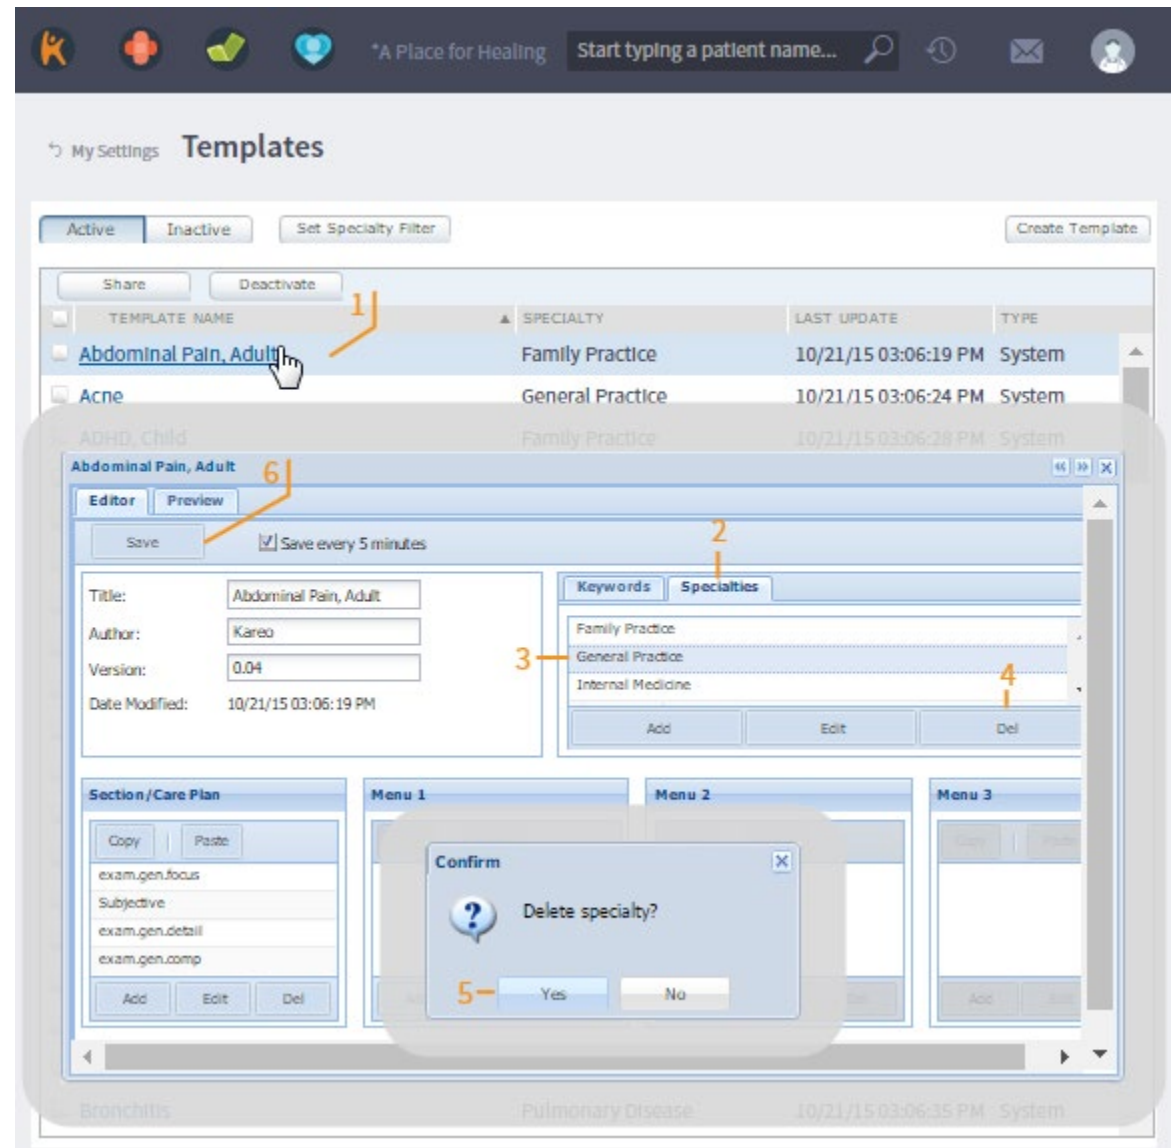 *A Place for Healing Start typing a patient name...
My Settings Templates
Active Inactive Set Specialty Filter Create Template
Share Deactivate
1
TEMPLATE NAME SPECIALTY LAST UPDATE TYPE
Abdominal Pain, Adult Family Practice 10/21/15 03:06:19 PM System
Acne General Practice 10/21/15 03:06:24 PM System
ADHD, Child Family Practice 10/21/15 03:06:28 PM System
Abdominal Pain, Adult
6
Editor Preview
Save Save every 5 minutes
2
Title: Abdominal Pain, Adult
Author: Kareo
Version: 0.04
Date Modified: 10/21/15 03:06:19 PM
Keywords Specialties
Family Practice
3 General Practice
Internal Medicine
4
Add Edit Del
Section/Care Plan Menu 1 Menu 2 Menu 3
Copy Paste
exam.gen.focus
Subjective
exam.gen.detail
exam.gen.comp
Add Edit Del
Copy Paste
Confirm
Delete specialty?
5 Yes No
Bronchitis Pulmonary Disease 10/21/15 03:06:35 PM System